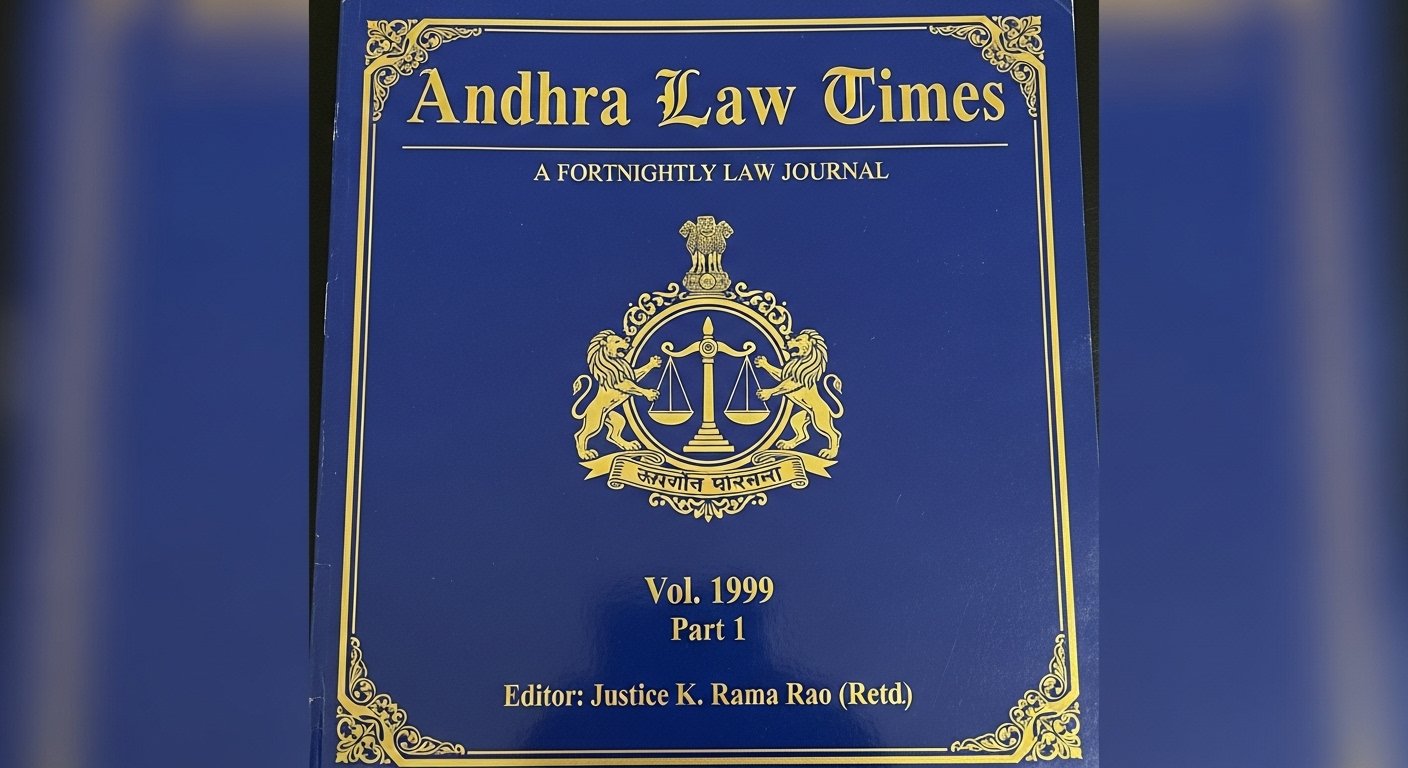 Andhra Law Times
A FORTNIGHTLY LAW JOURNAL
Vol. 1999
Part 1
Editor: Justice K. Rama Rao (Retd.)